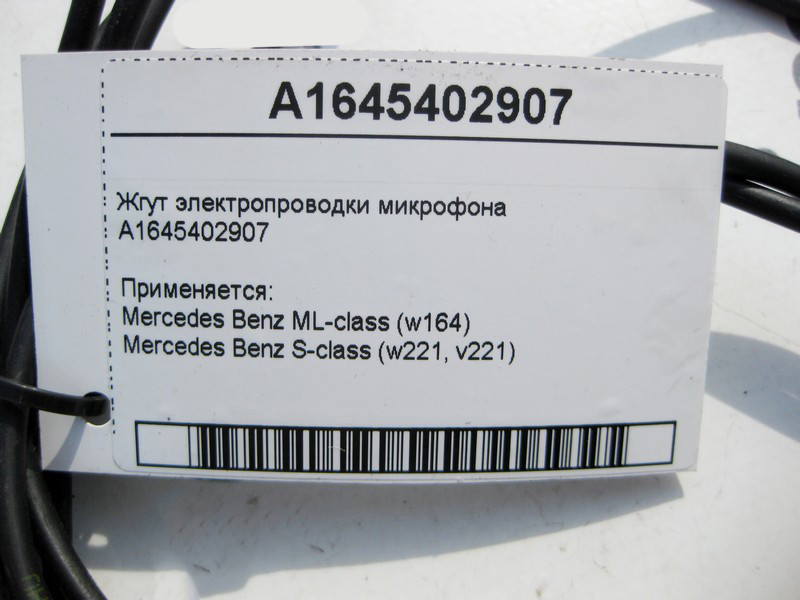 A1645402907
Жгут электропроводки микрофона
A1645402907
Применяется:
Mercedes Benz ML-class (w164)
Mercedes Benz S-class (w221, v221)